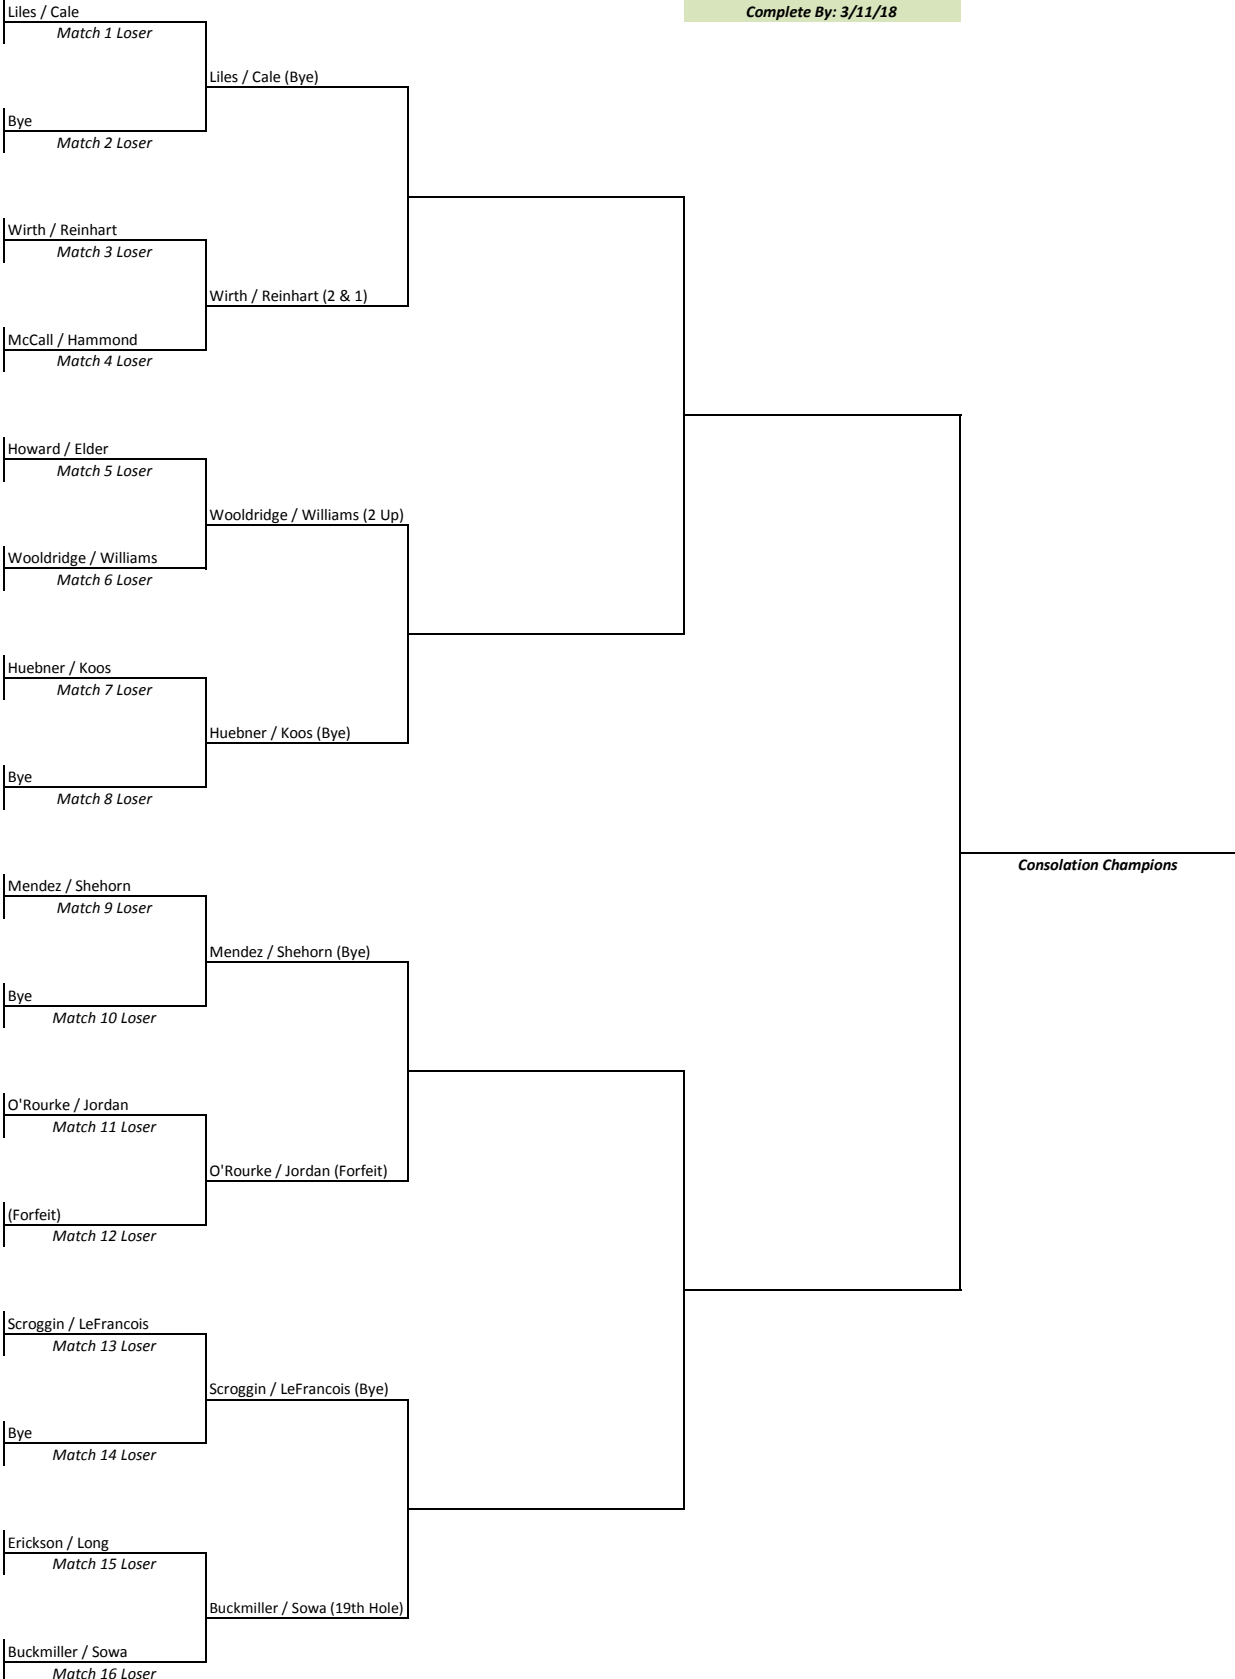 Liles / Cale
Complete By: 3/11/18
Match 1 Loser
Liles / Cale (Bye)
Bye
Match 2 Loser
Wirth / Reinhart
Match 3 Loser
Wirth / Reinhart (2 & 1)
McCall / Hammond
Match 4 Loser
Howard / Elder
Match 5 Loser
Wooldridge / Williams (2 Up)
Wooldridge / Williams
Match 6 Loser
Huebner / Koos
Match 7 Loser
Huebner / Koos (Bye)
Bye
Match 8 Loser
Consolation Champions
Mendez / Shehorn
Match 9 Loser
Mendez / Shehorn (Bye)
Bye
Match 10 Loser
O'Rourke / Jordan
Match 11 Loser
O'Rourke / Jordan (Forfeit)
(Forfeit)
Match 12 Loser
Scroggin / LeFrancois
Match 13 Loser
Scroggin / LeFrancois (Bye)
Bye
Match 14 Loser
Erickson / Long
Match 15 Loser
Buckmiller / Sowa (19th Hole)
Buckmiller / Sowa
Match 16 Loser